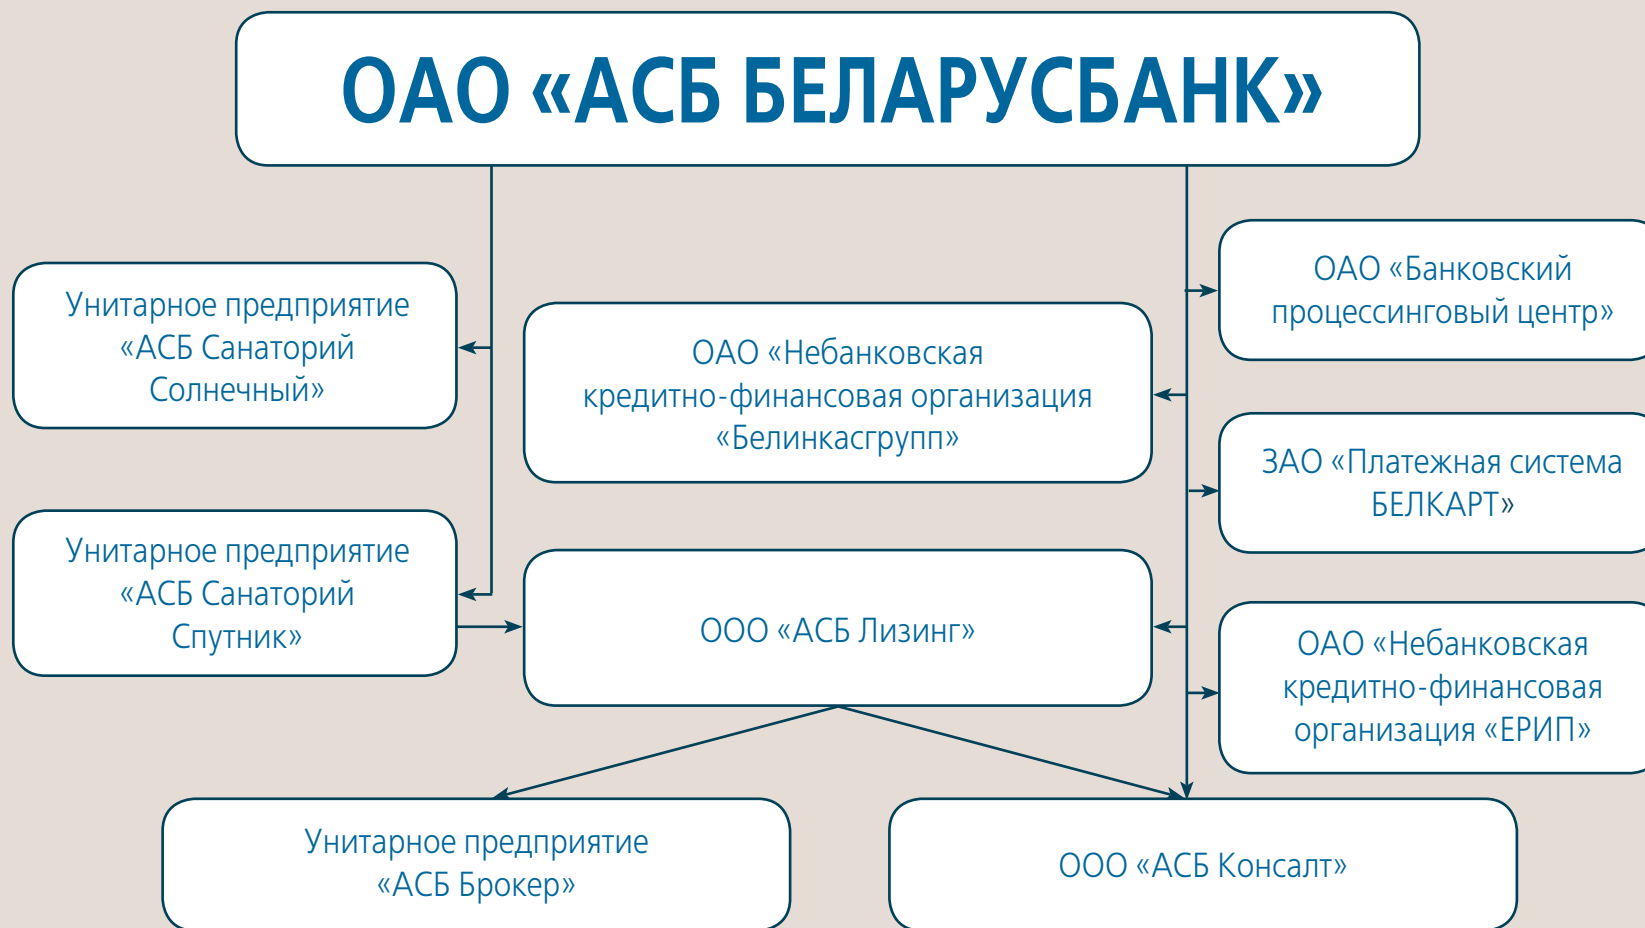 ОАО «АСБ БЕЛАРУСБАНК»
Унитарное предприятие
«АСБ Санаторий
Солнечный»
ОАО «Небанковская
кредитно-финансовая организация
«Белинкасгрупп»
ОАО «Банковский
процессинговый центр»
ЗАО «Платежная система
БЕЛКАРТ»
Унитарное предприятие
«АСБ Санаторий
Спутник»
ООО «АСБ Лизинг»
ОАО «Небанковская
кредитно-финансовая
организация «ЕРИП»
Унитарное предприятие
«АСБ Брокер»
ООО «АСБ Консалт»